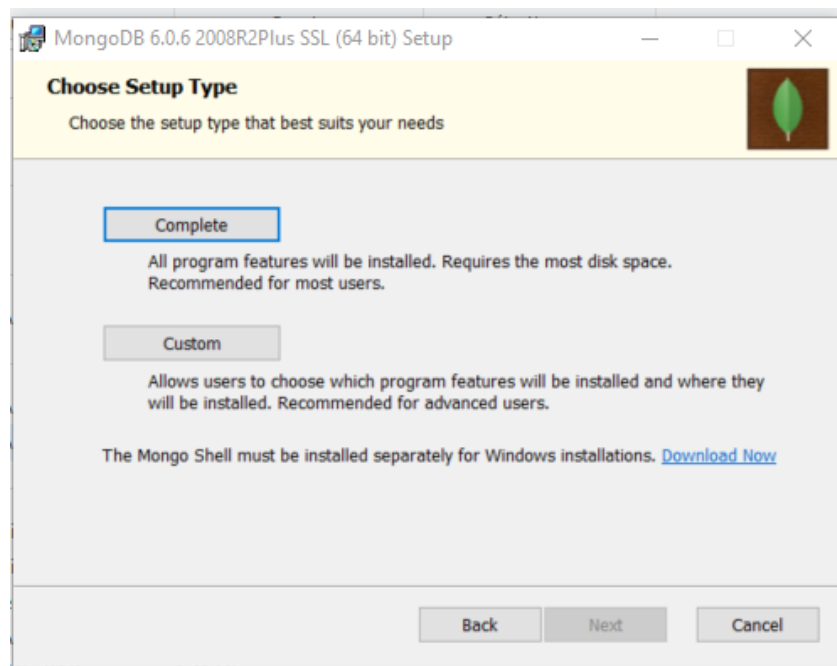 MongoDB 6.0.6 2008R2Plus SSL (64 bit) Setup
Choose Setup Type
Choose the setup type that best suits your needs
Complete
All program features will be installed. Requires the most disk space.
Recommended for most users.
Custom
Allows users to choose which program features will be installed and where they
will be installed. Recommended for advanced users.
The Mongo Shell must be installed separately for Windows installations. Download Now
Back Next Cancel